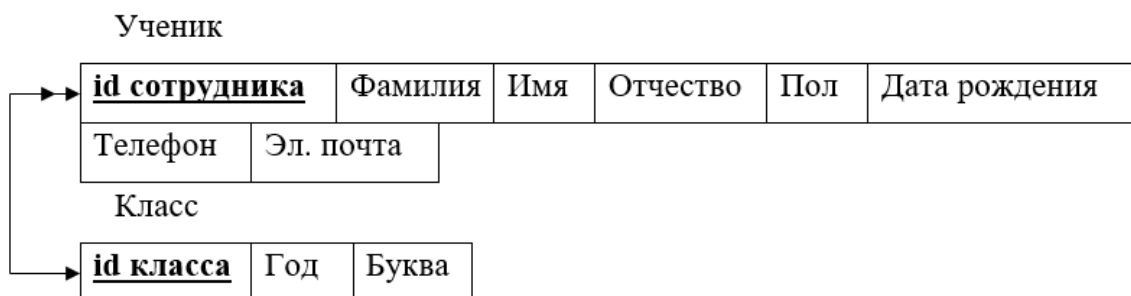 Ученик
id сотрудника Фамилия Имя Отчество Пол Дата рождения
Телефон Эл. почта
Класс
id класса Год Буква